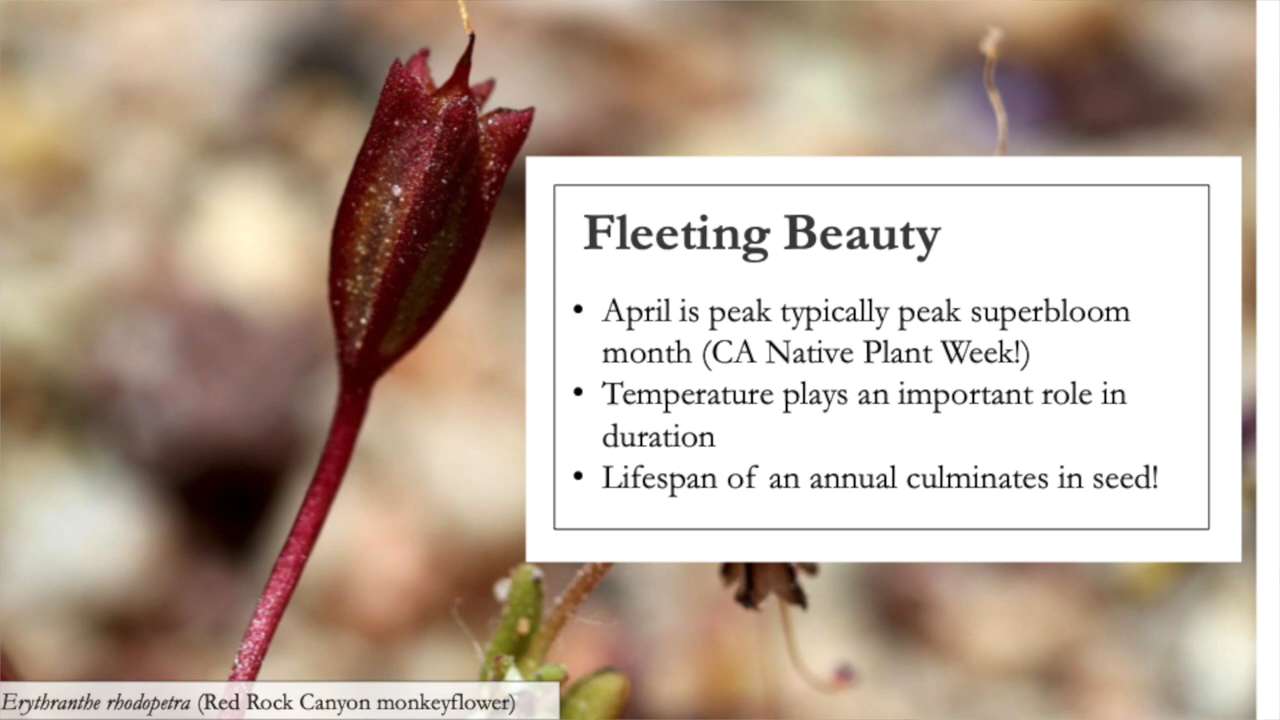 Fleeting Beauty
• April is peak typically peak superbloom
month (CA Native Plant Week!)
• Temperature plays an important role in
duration
• Lifespan of an annual culminates in seed!
Erythranthe rhodopetra (Red Rock Canyon monkeyflower)